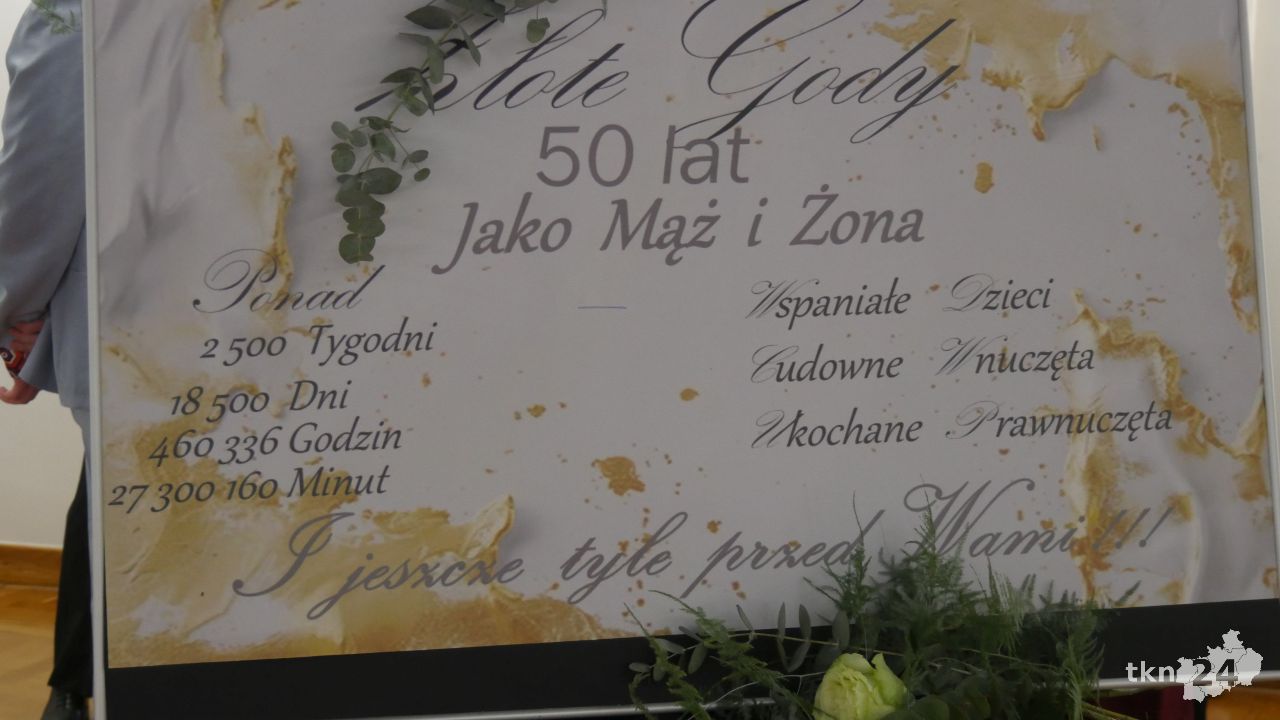 Złote Gody
50 lat
Jako Mąż i Żona
Ponad
2 500 Tygodni
18 500 Dni
460 336 Godzin
27 300 160 Minut
Wspaniałe Dzieci
Cudowne Wnuczęta
Ukochane Prawnuczęta
I jeszcze tyle przed Wami!!!
tkn24